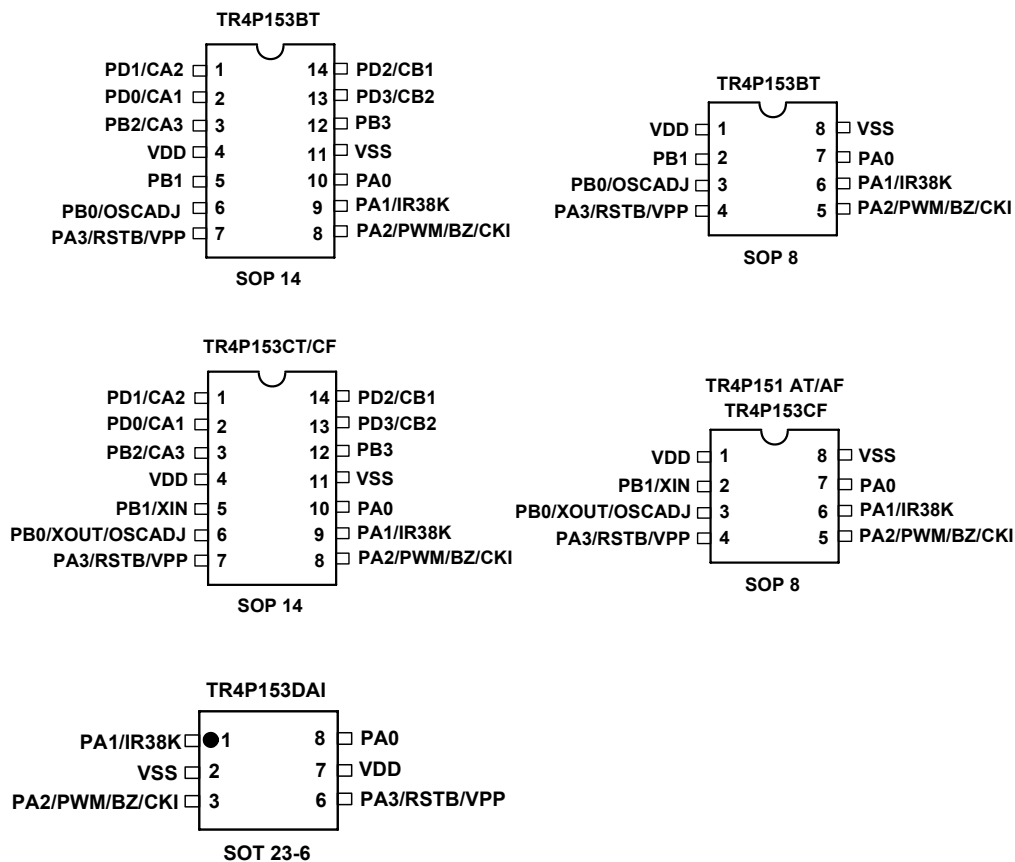 TR4P153BT
PD1/CA2 1 14 PD2/CB1
PD0/CA1 2 13 PD3/CB2
PB2/CA3 3 12 PB3
VDD 4 11 VSS
PB1 5 10 PA0
PB0/OSCADJ 6 9 PA1/IR38K
PA3/RSTB/VPP 7 8 PA2/PWM/BZ/CKI
SOP 14
TR4P153BT
VDD 1 8 VSS
PB1 2 7 PA0
PB0/OSCADJ 3 6 PA1/IR38K
PA3/RSTB/VPP 4 5 PA2/PWM/BZ/CKI
SOP 8
TR4P153CT/CF
PD1/CA2 1 14 PD2/CB1
PD0/CA1 2 13 PD3/CB2
PB2/CA3 3 12 PB3
VDD 4 11 VSS
PB1/XIN 5 10 PA0
PB0/XOUT/OSCADJ 6 9 PA1/IR38K
PA3/RSTB/VPP 7 8 PA2/PWM/BZ/CKI
SOP 14
TR4P151 AT/AF
TR4P153CF
VDD 1 8 VSS
PB1/XIN 2 7 PA0
PB0/XOUT/OSCADJ 3 6 PA1/IR38K
PA3/RSTB/VPP 4 5 PA2/PWM/BZ/CKI
SOP 8
TR4P153DAI
PA1/IR38K 1 8 PA0
VSS 2 7 VDD
PA2/PWM/BZ/CKI 3 6 PA3/RSTB/VPP
SOT 23-6